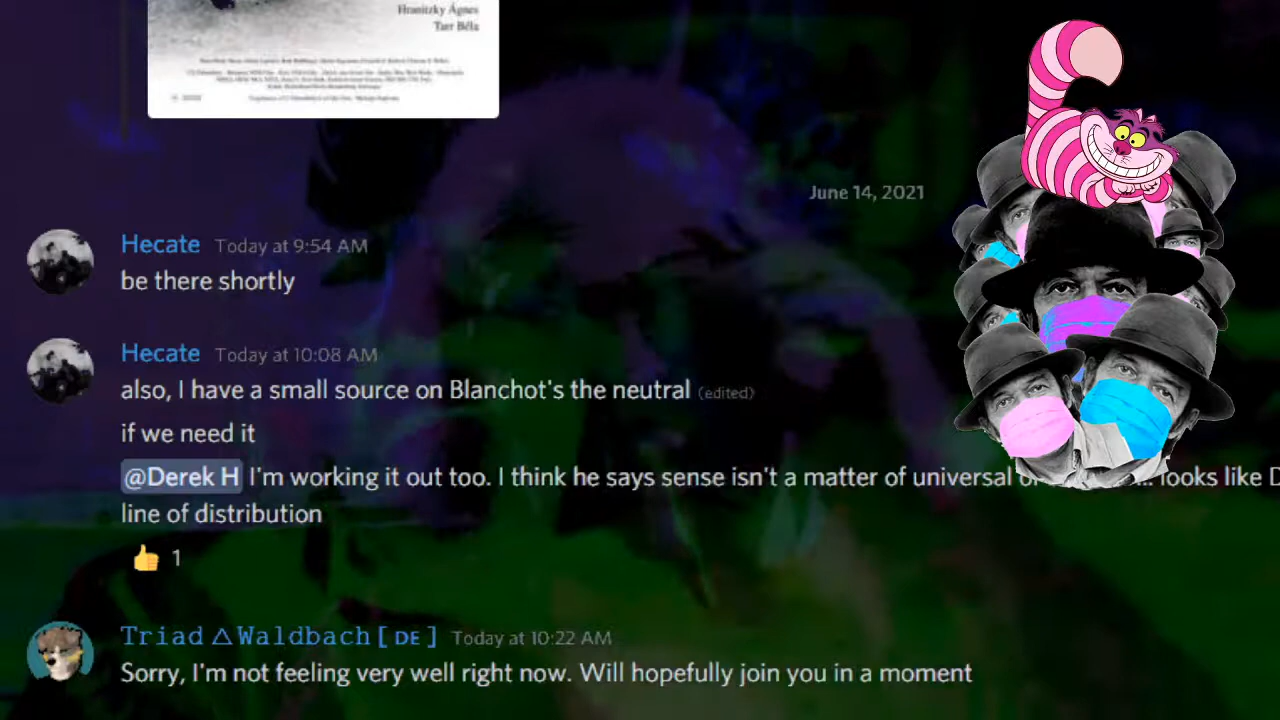 Hranitzky Ágnes
Tarr Béla
June 14, 2021
Hecate Today at 9:54 AM
be there shortly
Hecate Today at 10:08 AM
also, I have a small source on Blanchot's the neutral (edited)
if we need it
@Derek H I'm working it out too. I think he says sense isn't a matter of universal looks like
line of distribution
👍 1
Triad △ Waldbach [ DE ] Today at 10:22 AM
Sorry, I'm not feeling very well right now. Will hopefully join you in a moment